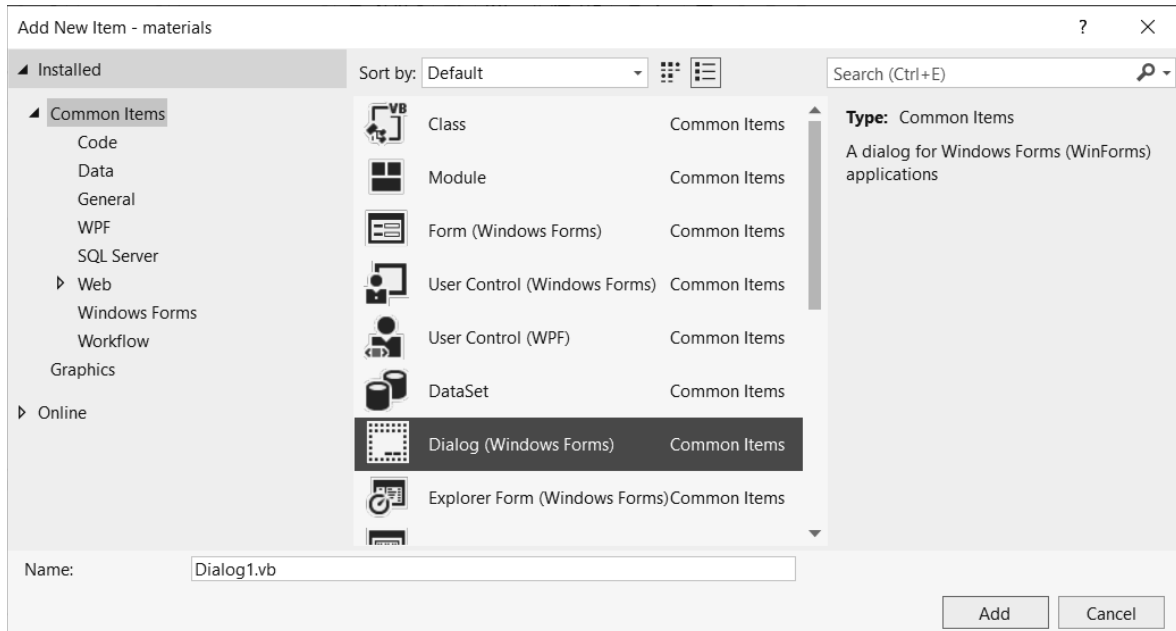 Add New Item - materials
?
Installed
Sort by: Default
Search (Ctrl+E)
Common Items
Code
Data
General
WPF
SQL Server
Web
Windows Forms
Workflow
Graphics
Online
VB
Class Common Items
Module Common Items
Form (Windows Forms) Common Items
User Control (Windows Forms) Common Items
User Control (WPF) Common Items
DataSet Common Items
Dialog (Windows Forms) Common Items
Explorer Form (Windows Forms) Common Items
Type: Common Items
A dialog for Windows Forms (WinForms)
applications
Name: Dialog1.vb
Add Cancel